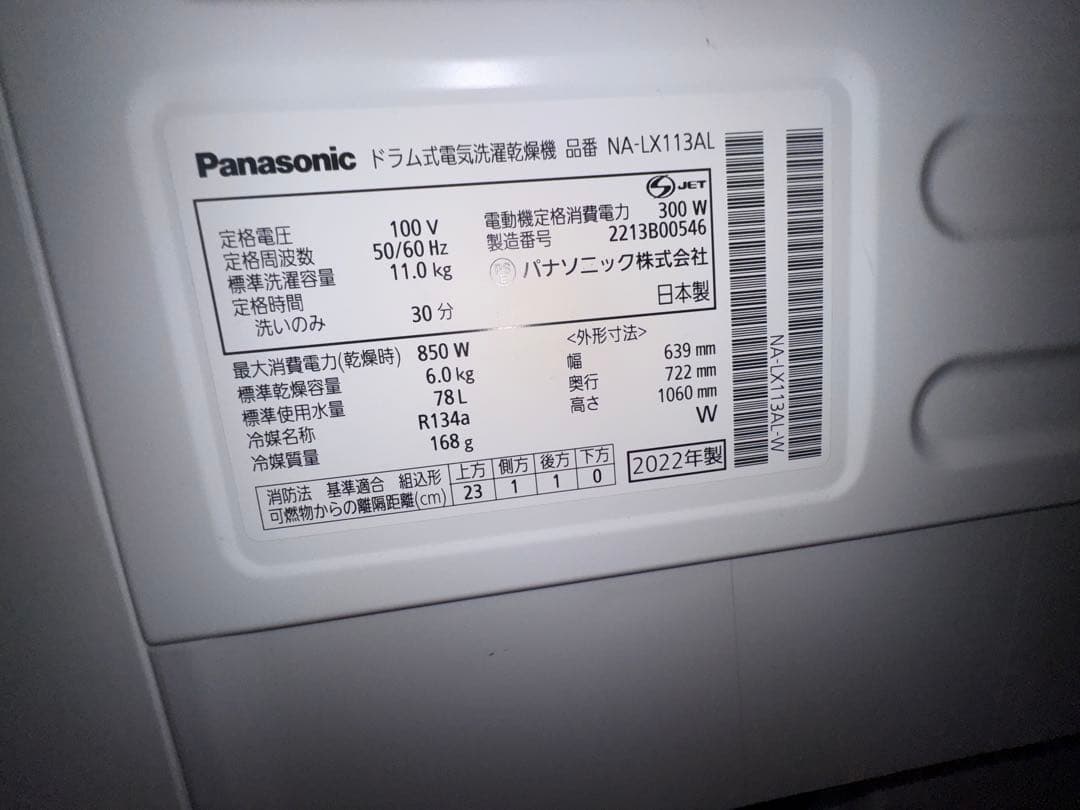 Panasonic ドラム式電気洗濯乾燥機 品番 NA-LX113AL
JET
定格電圧 100 V
定格周波数 50/60 Hz
標準洗濯容量 11.0 kg
定格時間
洗いのみ 30 分
電動機定格消費電力 300 W
製造番号 2213B00546
PSE パナソニック株式会社
日本製
最大消費電力(乾燥時) 850 W
標準乾燥容量 6.0 kg
標準使用水量 78 L
冷媒名称 R134a
冷媒質量 168 g
<外形寸法>
幅 639 mm
奥行 722 mm
高さ 1060 mm
W
消防法 基準適合 組込形 上方 側方 後方 下方
可燃物からの離隔距離(cm) 23 1 1 0
2022年製
NA-LX113AL-W